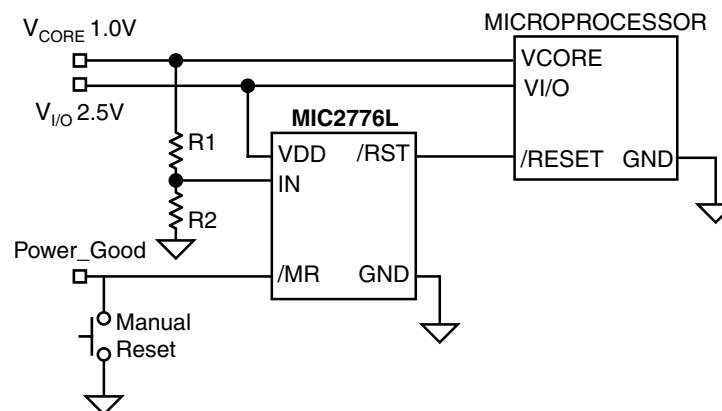 VCORE 1.0V
MICROPROCESSOR
VCORE
VI/O
VI/O 2.5V
MIC2776L
R1
VDD
/RST
/RESET
GND
IN
R2
Power_Good
/MR
GND
Manual
Reset